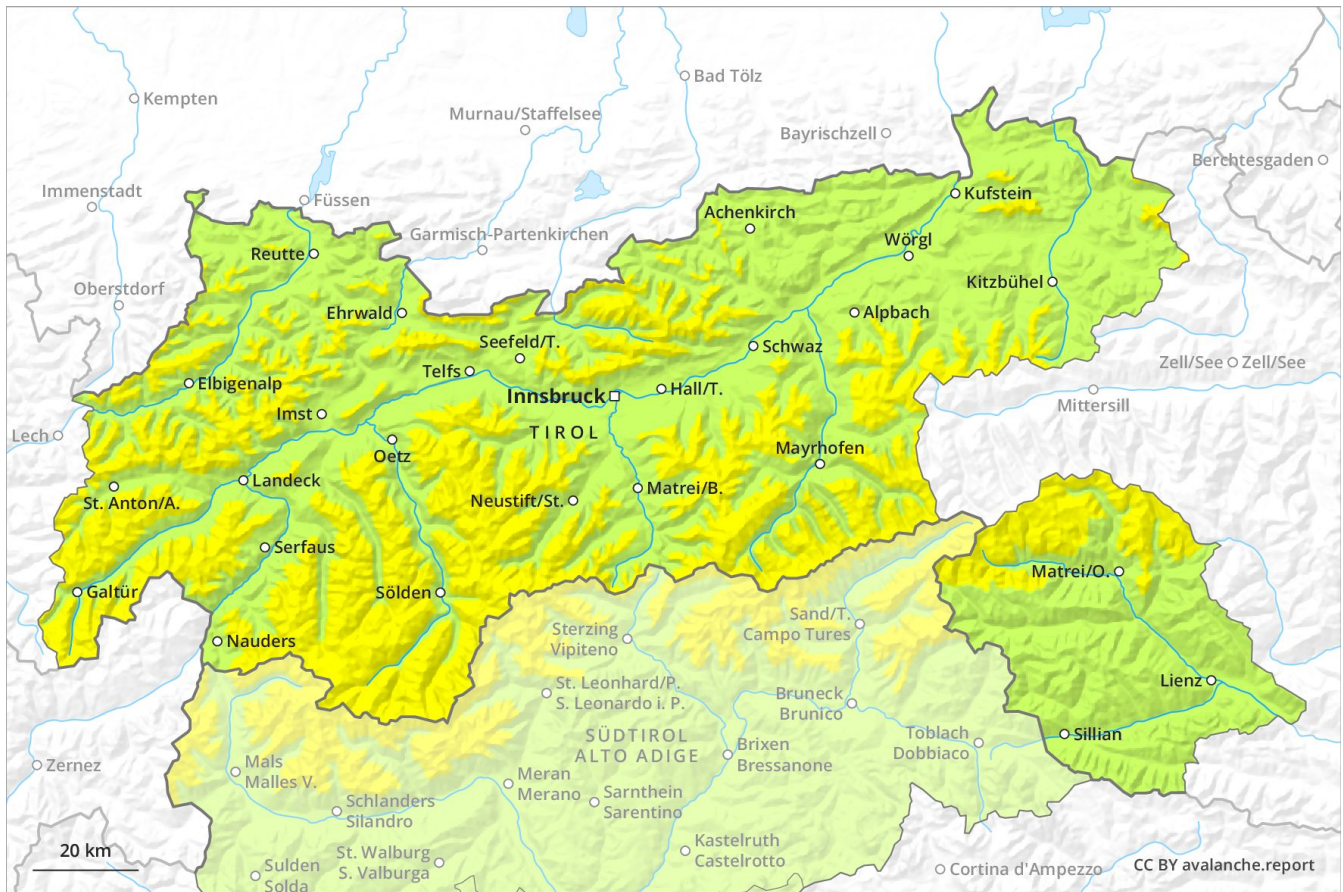 Bad Tölz
Kempten
Murnau/Staffelsee
Bayrischzell
Berchtesgaden
Immenstadt
Füssen
Kufstein
Achenkirch
Garmisch-Partenkirchen
Reutte
Wörgl
Kitzbühel
Oberstdorf
Ehrwald
Alpbach
Seefeld/T.
Schwaz
Zell/See
Zell/See
Telfs
Elbigenalp
Innsbruck
Hall/T.
Mittersill
Imst
TIROL
Lech
Oetz
Mayrhofen
Landeck
St. Anton/A.
Neustift/St.
Matrei/B.
Serfaus
Matrei/O.
Galtür
Sölden
Sand/T.
Campo Tures
Sterzing
Vipiteno
Nauders
Lienz
St. Leonhard/P.
S. Leonardo i. P.
Bruneck
Brunico
SÜDTIROL
ALTO ADIGE
Toblach
Dobbiaco
Sillian
Brixen
Bressanone
Zernez
Mals
Malles V.
Meran
Merano
Sarnthein
Sarentino
Schlanders
Silandro
Kastelruth
Castelrotto
20 km
St. Walburg
S. Valburga
Sulden
Solda
Cortina d'Ampezzo
CC BY avalanche.report